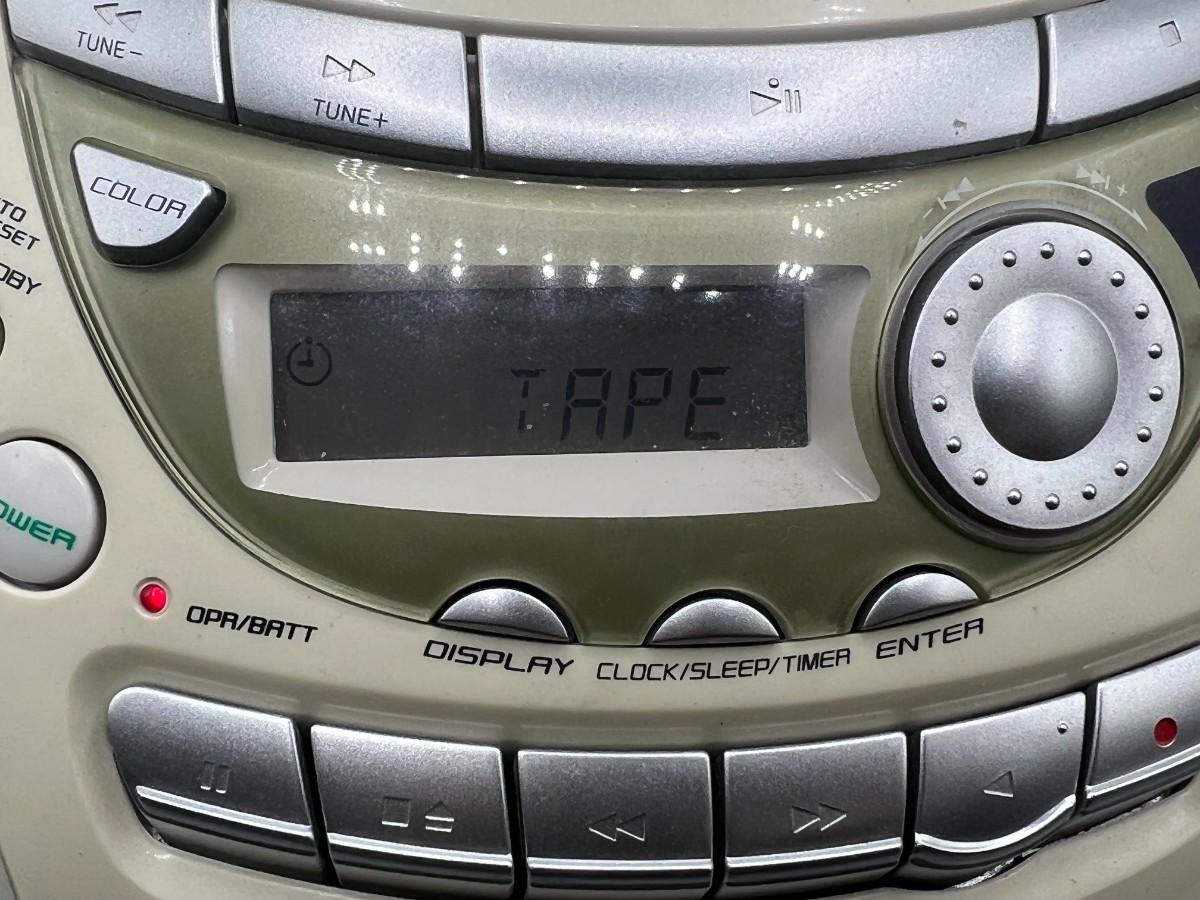 TUNE−
TUNE+
COLOR
TAPE
OPR/BATT
DISPLAY
CLOCK/SLEEP/TIMER
ENTER